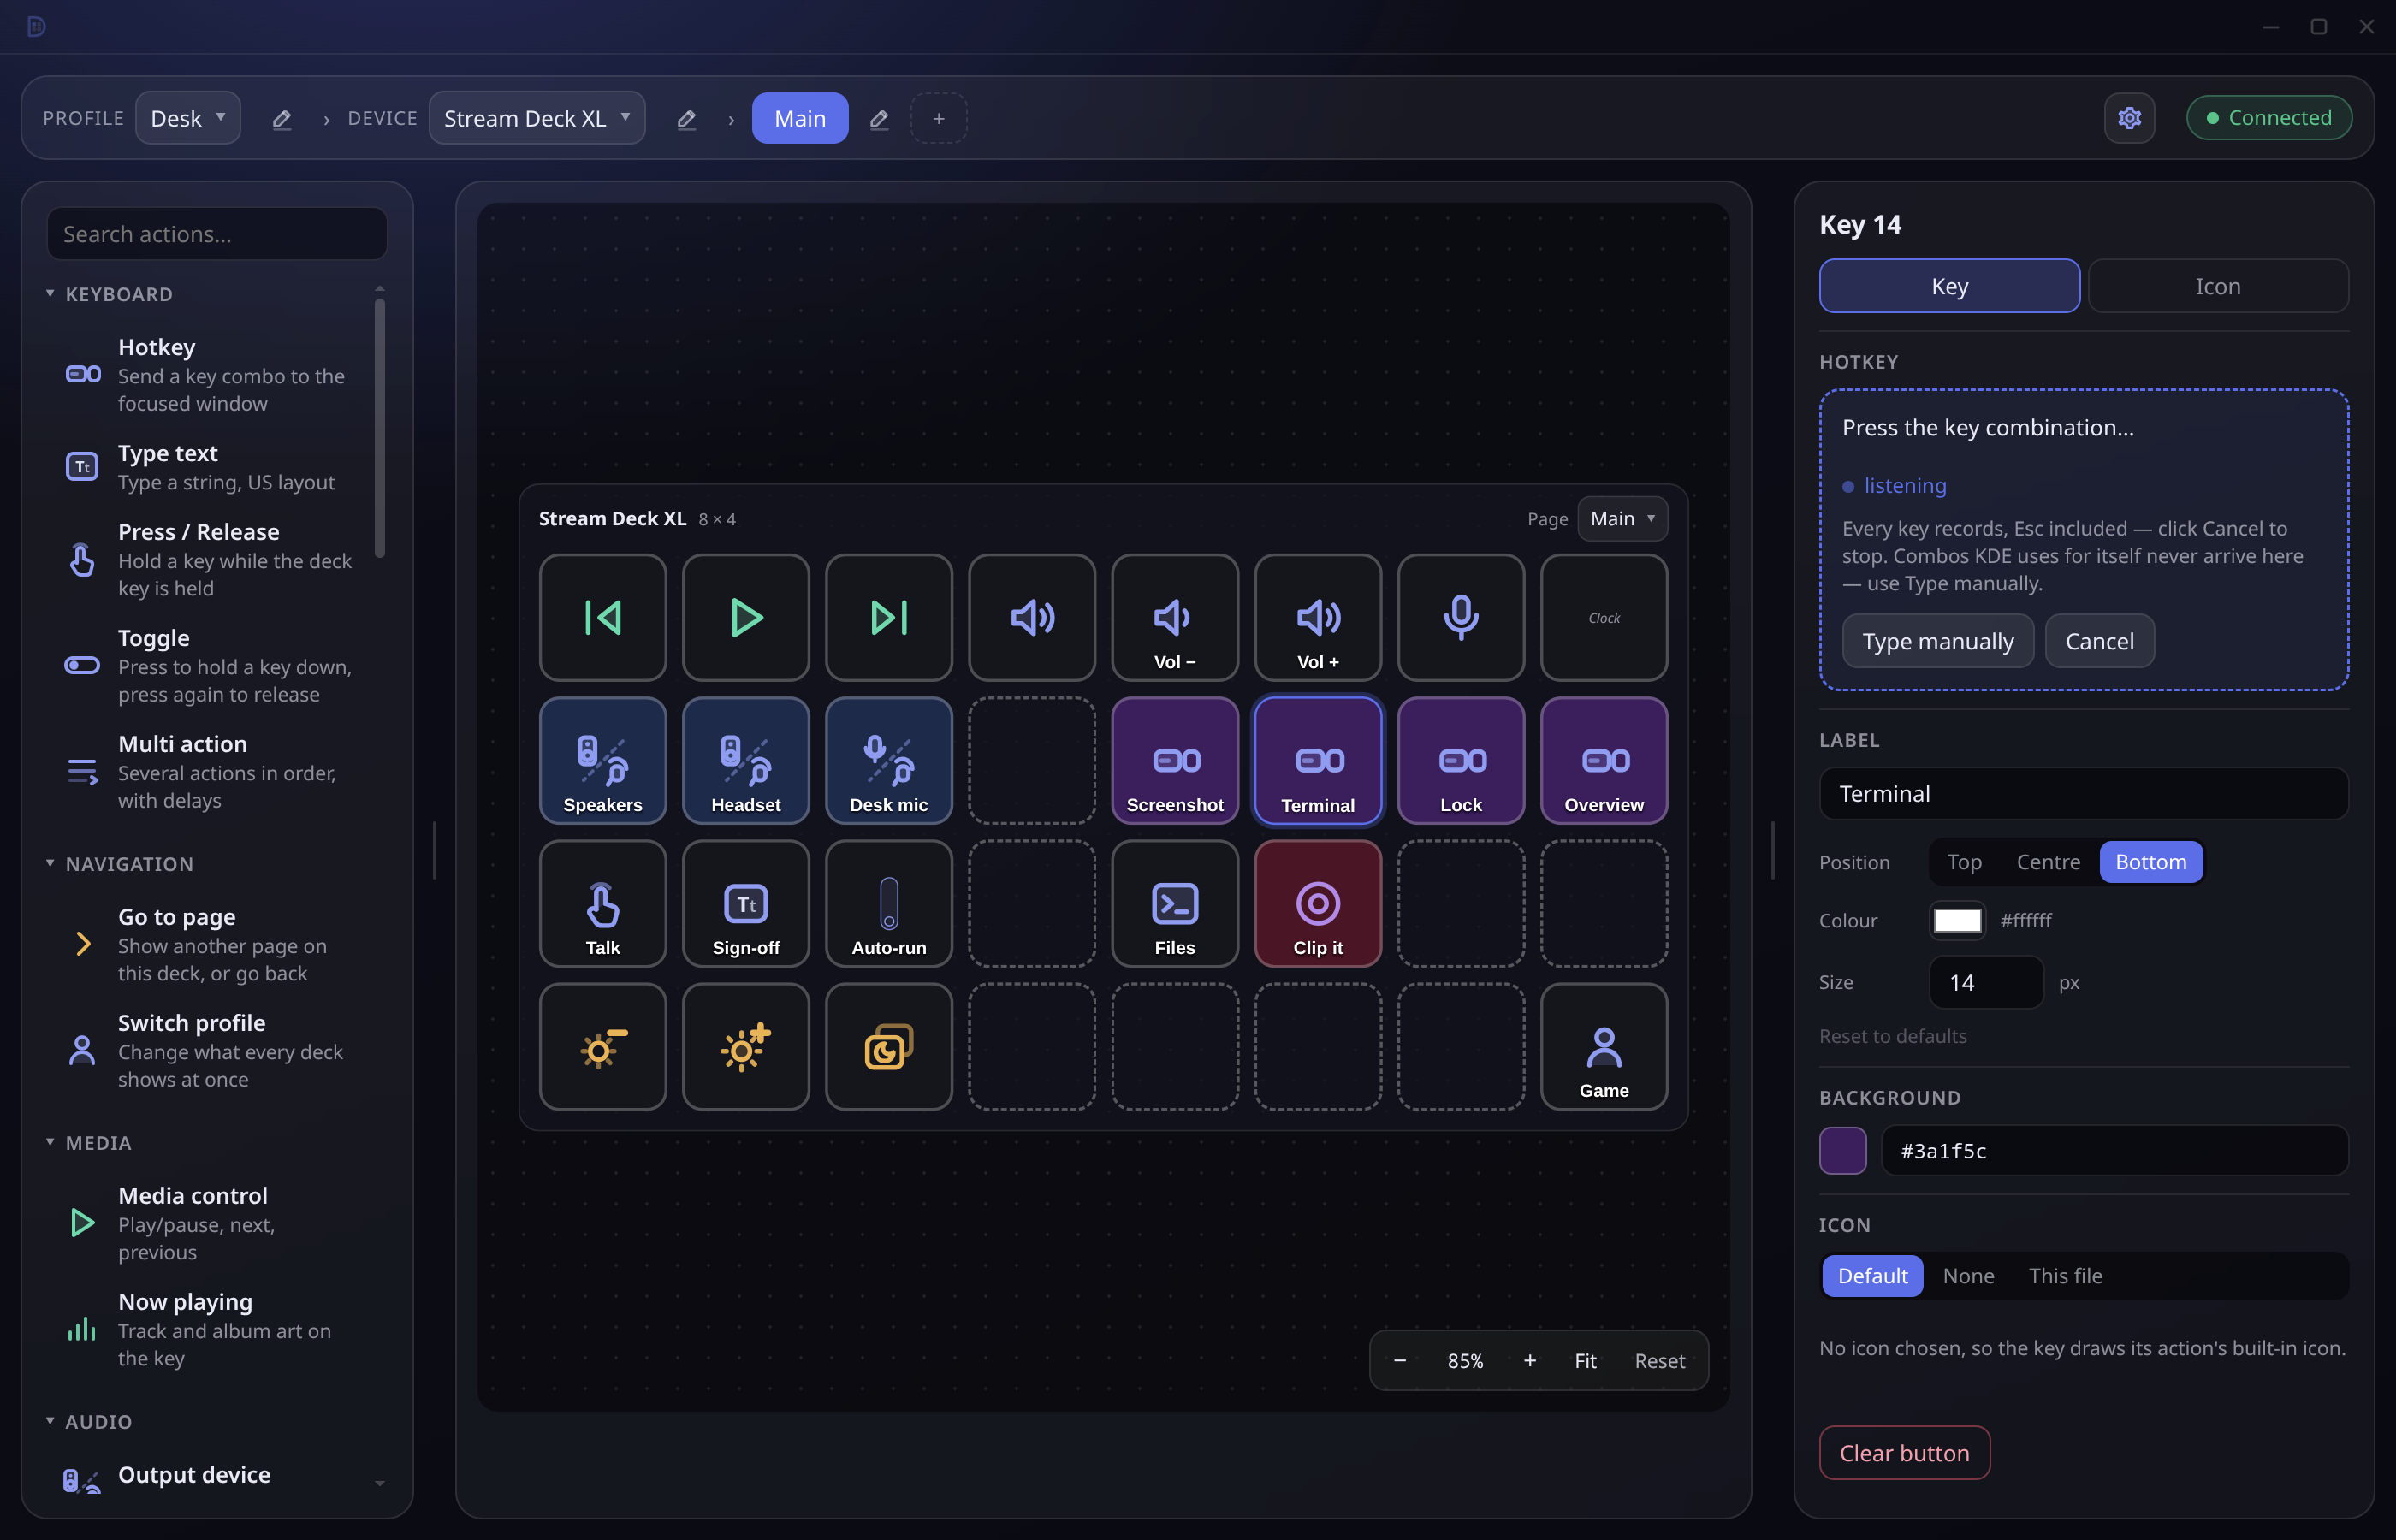 PROFILE Desk › DEVICE Stream Deck XL › Main +
Connected
Search actions...
KEYBOARD
Hotkey
Send a key combo to the
focused window
Type text
Type a string, US layout
Press / Release
Hold a key while the deck
key is held
Toggle
Press to hold a key down,
press again to release
Multi action
Several actions in order,
with delays
NAVIGATION
Go to page
Show another page on
this deck, or go back
Switch profile
Change what every deck
shows at once
MEDIA
Media control
Play/pause, next,
previous
Now playing
Track and album art on
the key
AUDIO
Output device
Stream Deck XL 8 × 4
Page Main
Vol −
Vol +
Clock
Speakers
Headset
Desk mic
Screenshot
Terminal
Lock
Overview
Talk
Tt
Sign-off
Auto-run
Files
Clip it
Game
− 85% + Fit Reset
Key 14
Key Icon
HOTKEY
Press the key combination...
listening
Every key records, Esc included — click Cancel to
stop. Combos KDE uses for itself never arrive here
— use Type manually.
Type manually Cancel
LABEL
Terminal
Position Top Centre Bottom
Colour #ffffff
Size 14 px
Reset to defaults
BACKGROUND
#3a1f5c
ICON
Default None This file
No icon chosen, so the key draws its action's built-in icon.
Clear button